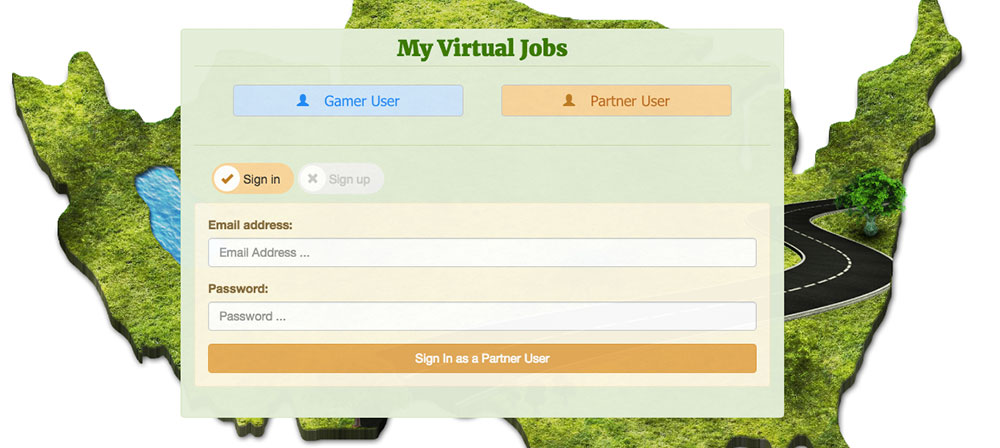 My Virtual Jobs
Gamer User
Partner User
Sign in
Sign up
Email address:
Email Address ...
Password:
Password ...
Sign In as a Partner User